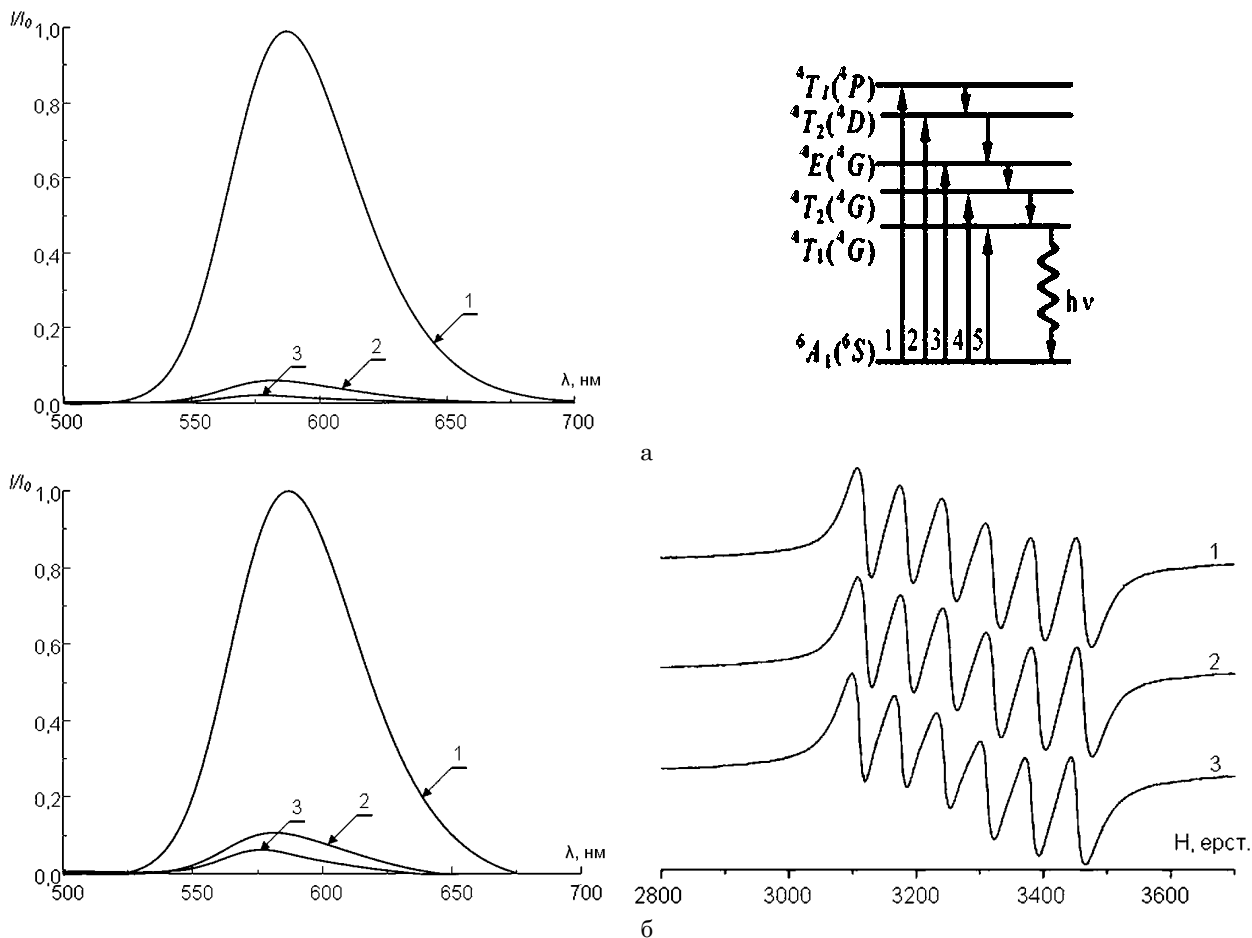 I/I₀
1,0
0,8
0,6
0,4
0,2
0,0
1
2
3
λ, нм
500
550
600
650
700
⁴T₁(⁴P)
⁴T₂(⁴D)
⁴E(⁴G)
⁴T₂(⁴G)
⁴T₁(⁴G)
hν
⁶A₁(⁶S)
1 2 3 4 5
а
I/I₀
1,0
0,8
0,6
0,4
0,2
0,0
1
2
3
λ, нм
500
550
600
650
700
1
2
3
Н, ерст.
2800
3000
3200
3400
3600
б